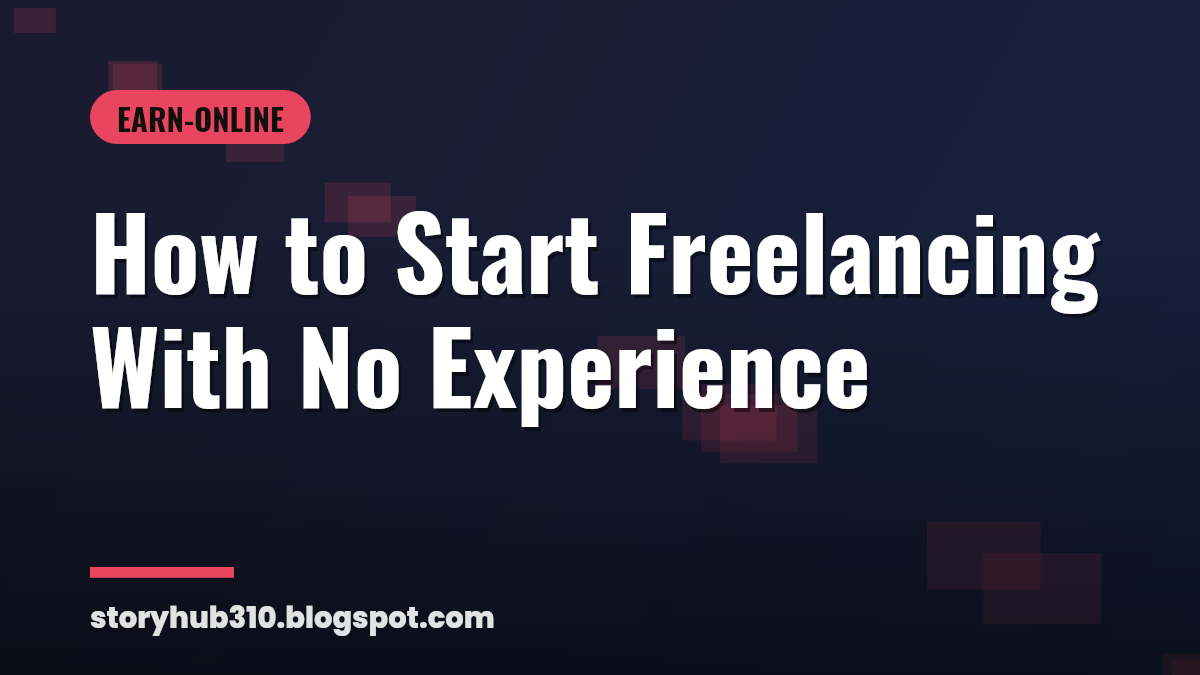 EARN-ONLINE
How to Start Freelancing
With No Experience
storyhub310.blogspot.com